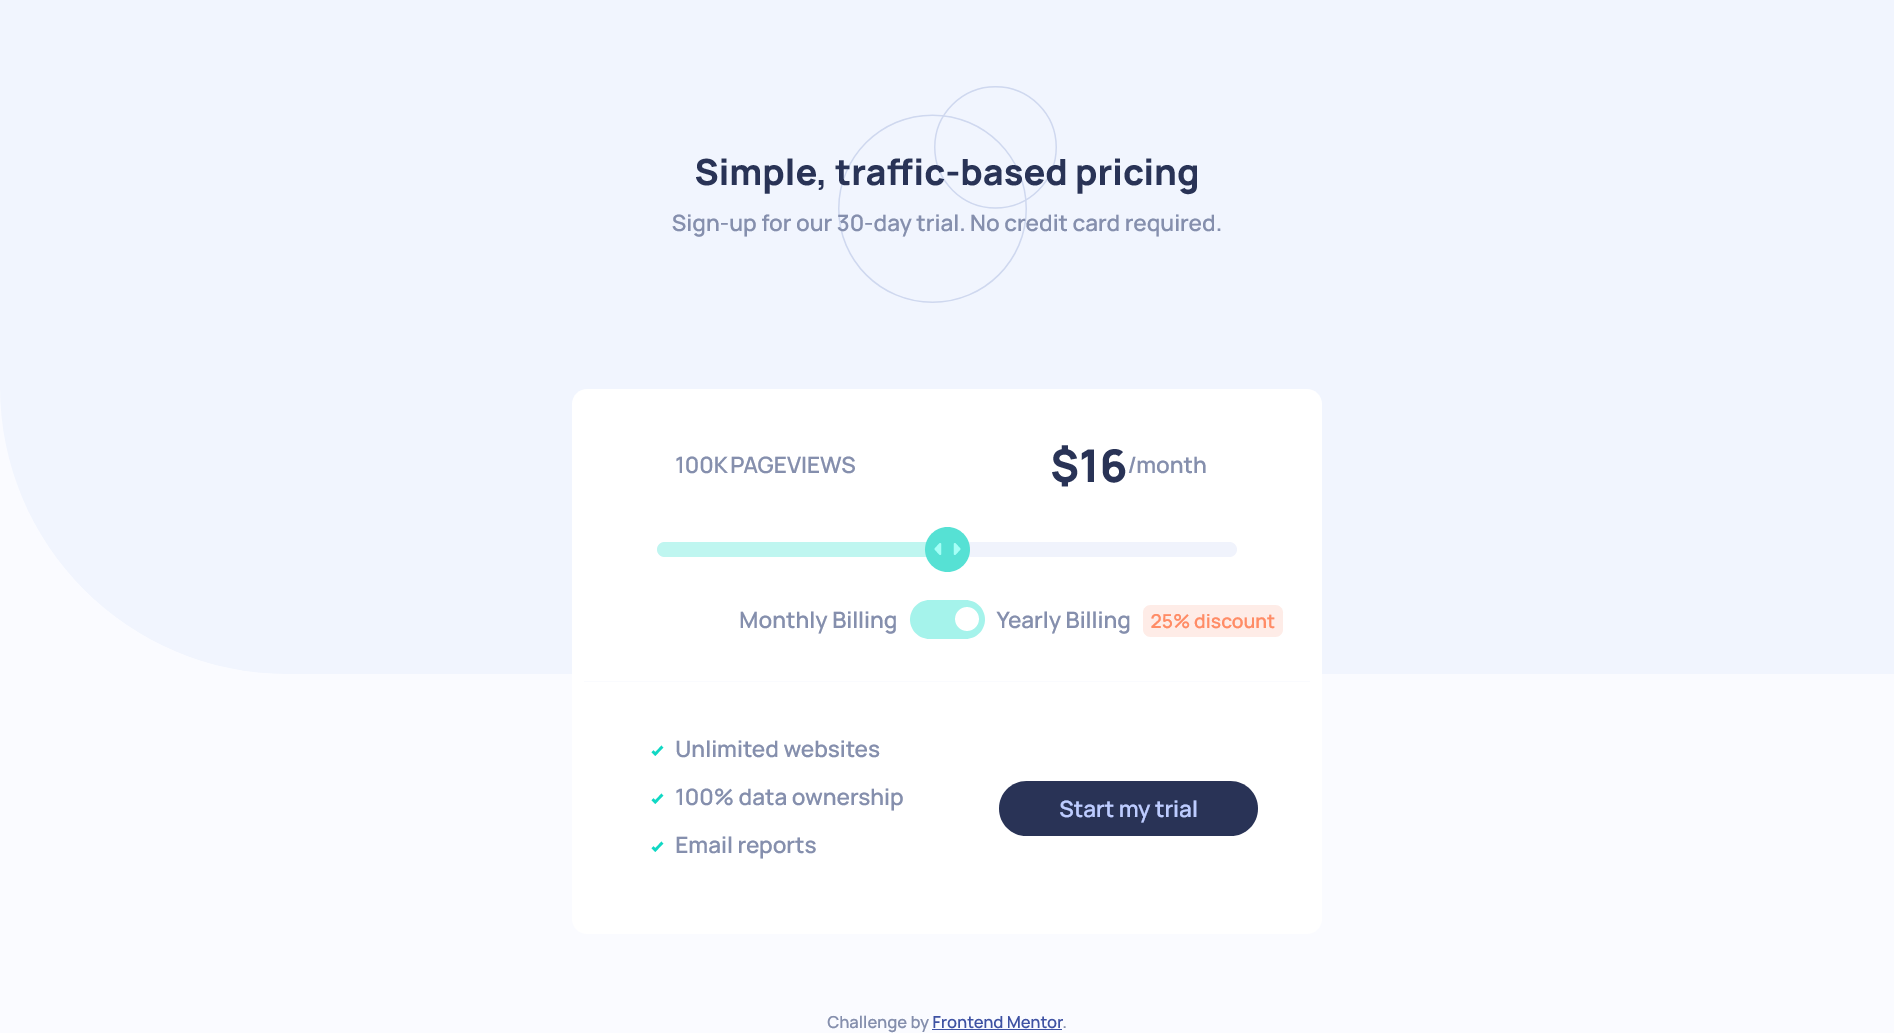 Simple, traffic-based pricing
Sign-up for our 30-day trial. No credit card required.
100K PAGEVIEWS
$16/month
Monthly Billing
Yearly Billing
25% discount
Unlimited websites
100% data ownership
Email reports
Start my trial
Challenge by Frontend Mentor.